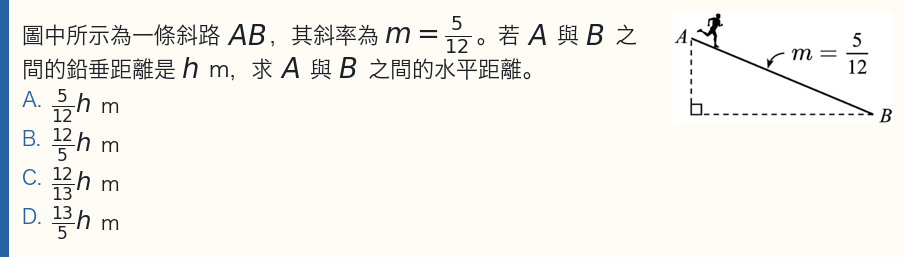 圖中所示為一條斜路 AB，其斜率為 m = 5/12。若 A 與 B 之
間的鉛垂距離是 h m，求 A 與 B 之間的水平距離。
A. 5/12 h m
B. 12/5 h m
C. 12/13 h m
D. 13/5 h m
A
m = 5/12
B